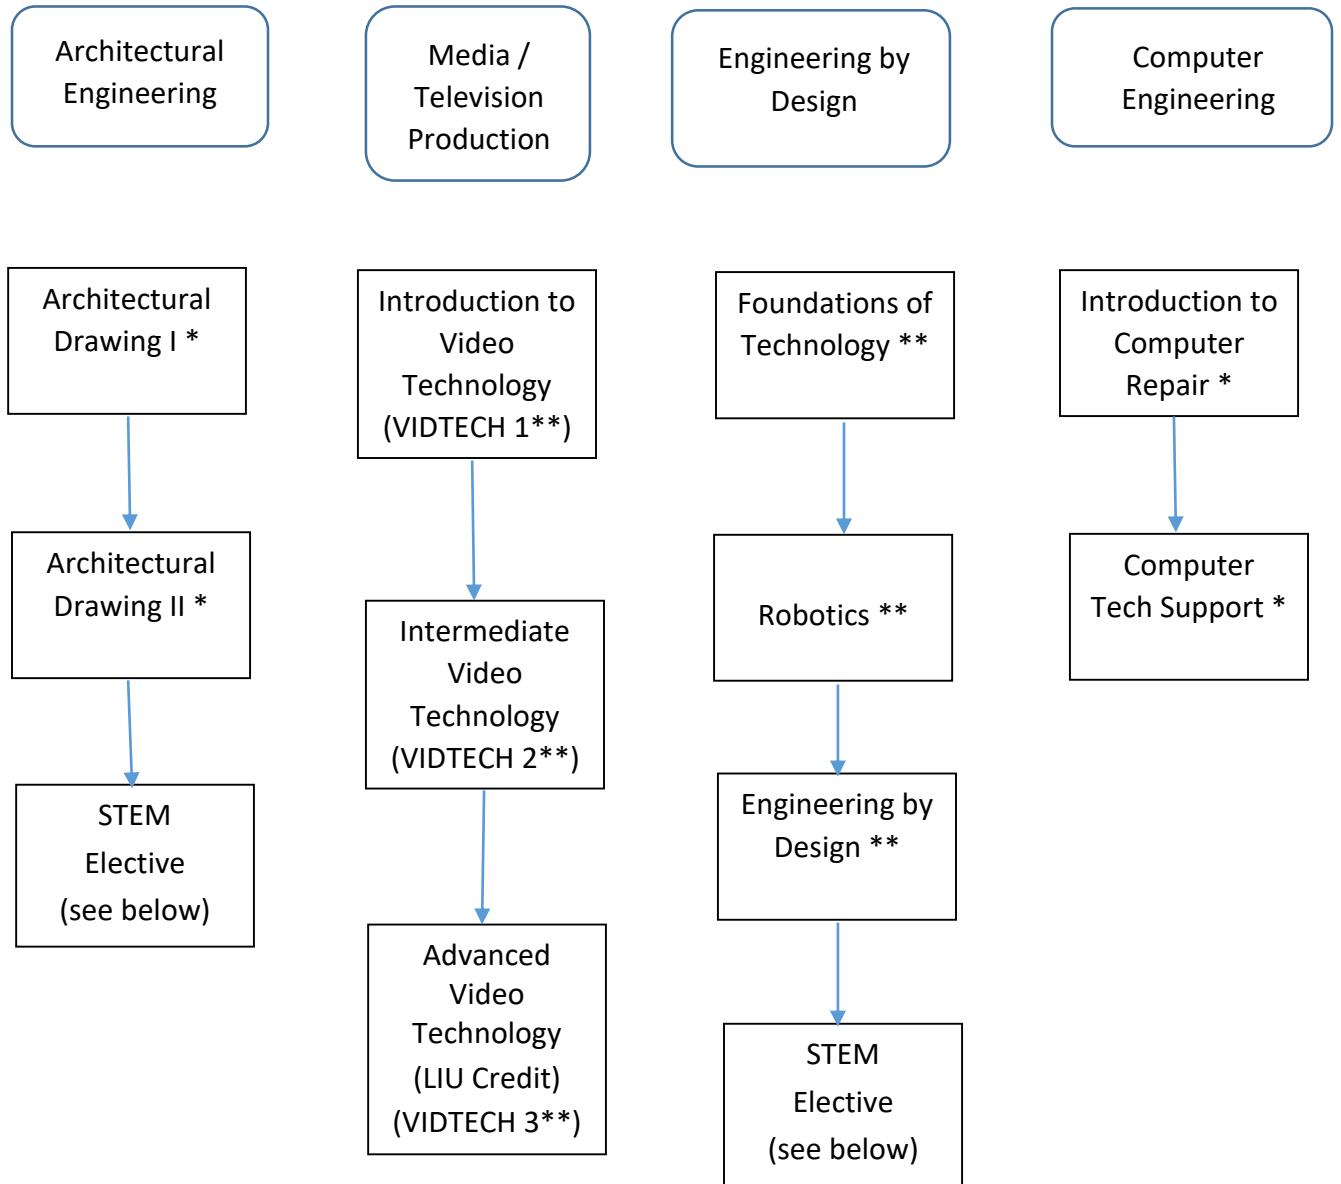 Architectural
Engineering
Media /
Television
Production
Engineering by
Design
Computer
Engineering
Architectural
Drawing I *
Introduction to
Video
Technology
(VIDTECH 1**)
Foundations of
Technology **
Introduction to
Computer
Repair *
Architectural
Drawing II *
Intermediate
Video
Technology
(VIDTECH 2**)
Robotics **
Computer
Tech Support *
STEM
Elective
(see below)
Engineering by
Design **
Advanced
Video
Technology
(LIU Credit)
(VIDTECH 3**)
STEM
Elective
(see below)